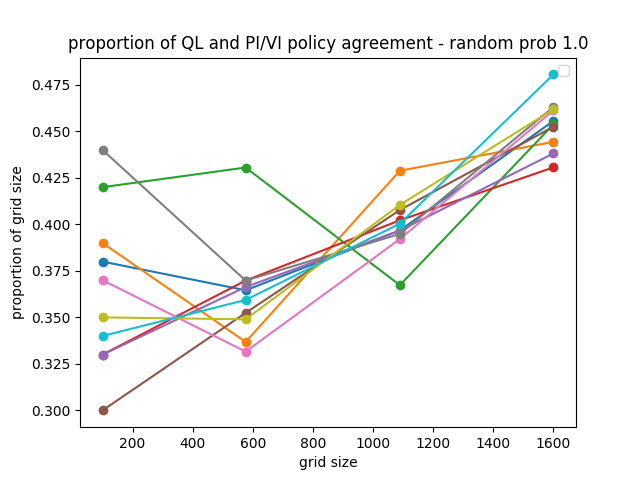 proportion of QL and PI/VI policy agreement - random prob 1.0
proportion of grid size
0.475
0.450
0.425
0.400
0.375
0.350
0.325
0.300
200 400 600 800 1000 1200 1400 1600
grid size